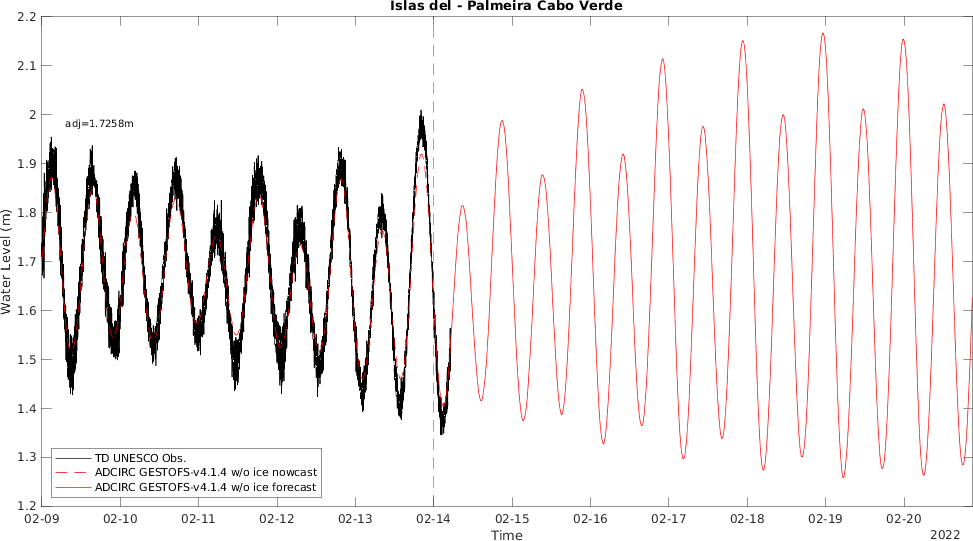 Islas del - Palmeira Cabo Verde
2.2
2.1
2
1.9
1.8
1.7
1.6
1.5
1.4
1.3
1.2
Water Level (m)
adj=1.7258m
TD UNESCO Obs.
ADCIRC GESTOFS-v4.1.4 w/o ice nowcast
ADCIRC GESTOFS-v4.1.4 w/o ice forecast
02-09 02-10 02-11 02-12 02-13 02-14 02-15 02-16 02-17 02-18 02-19 02-20
Time
2022